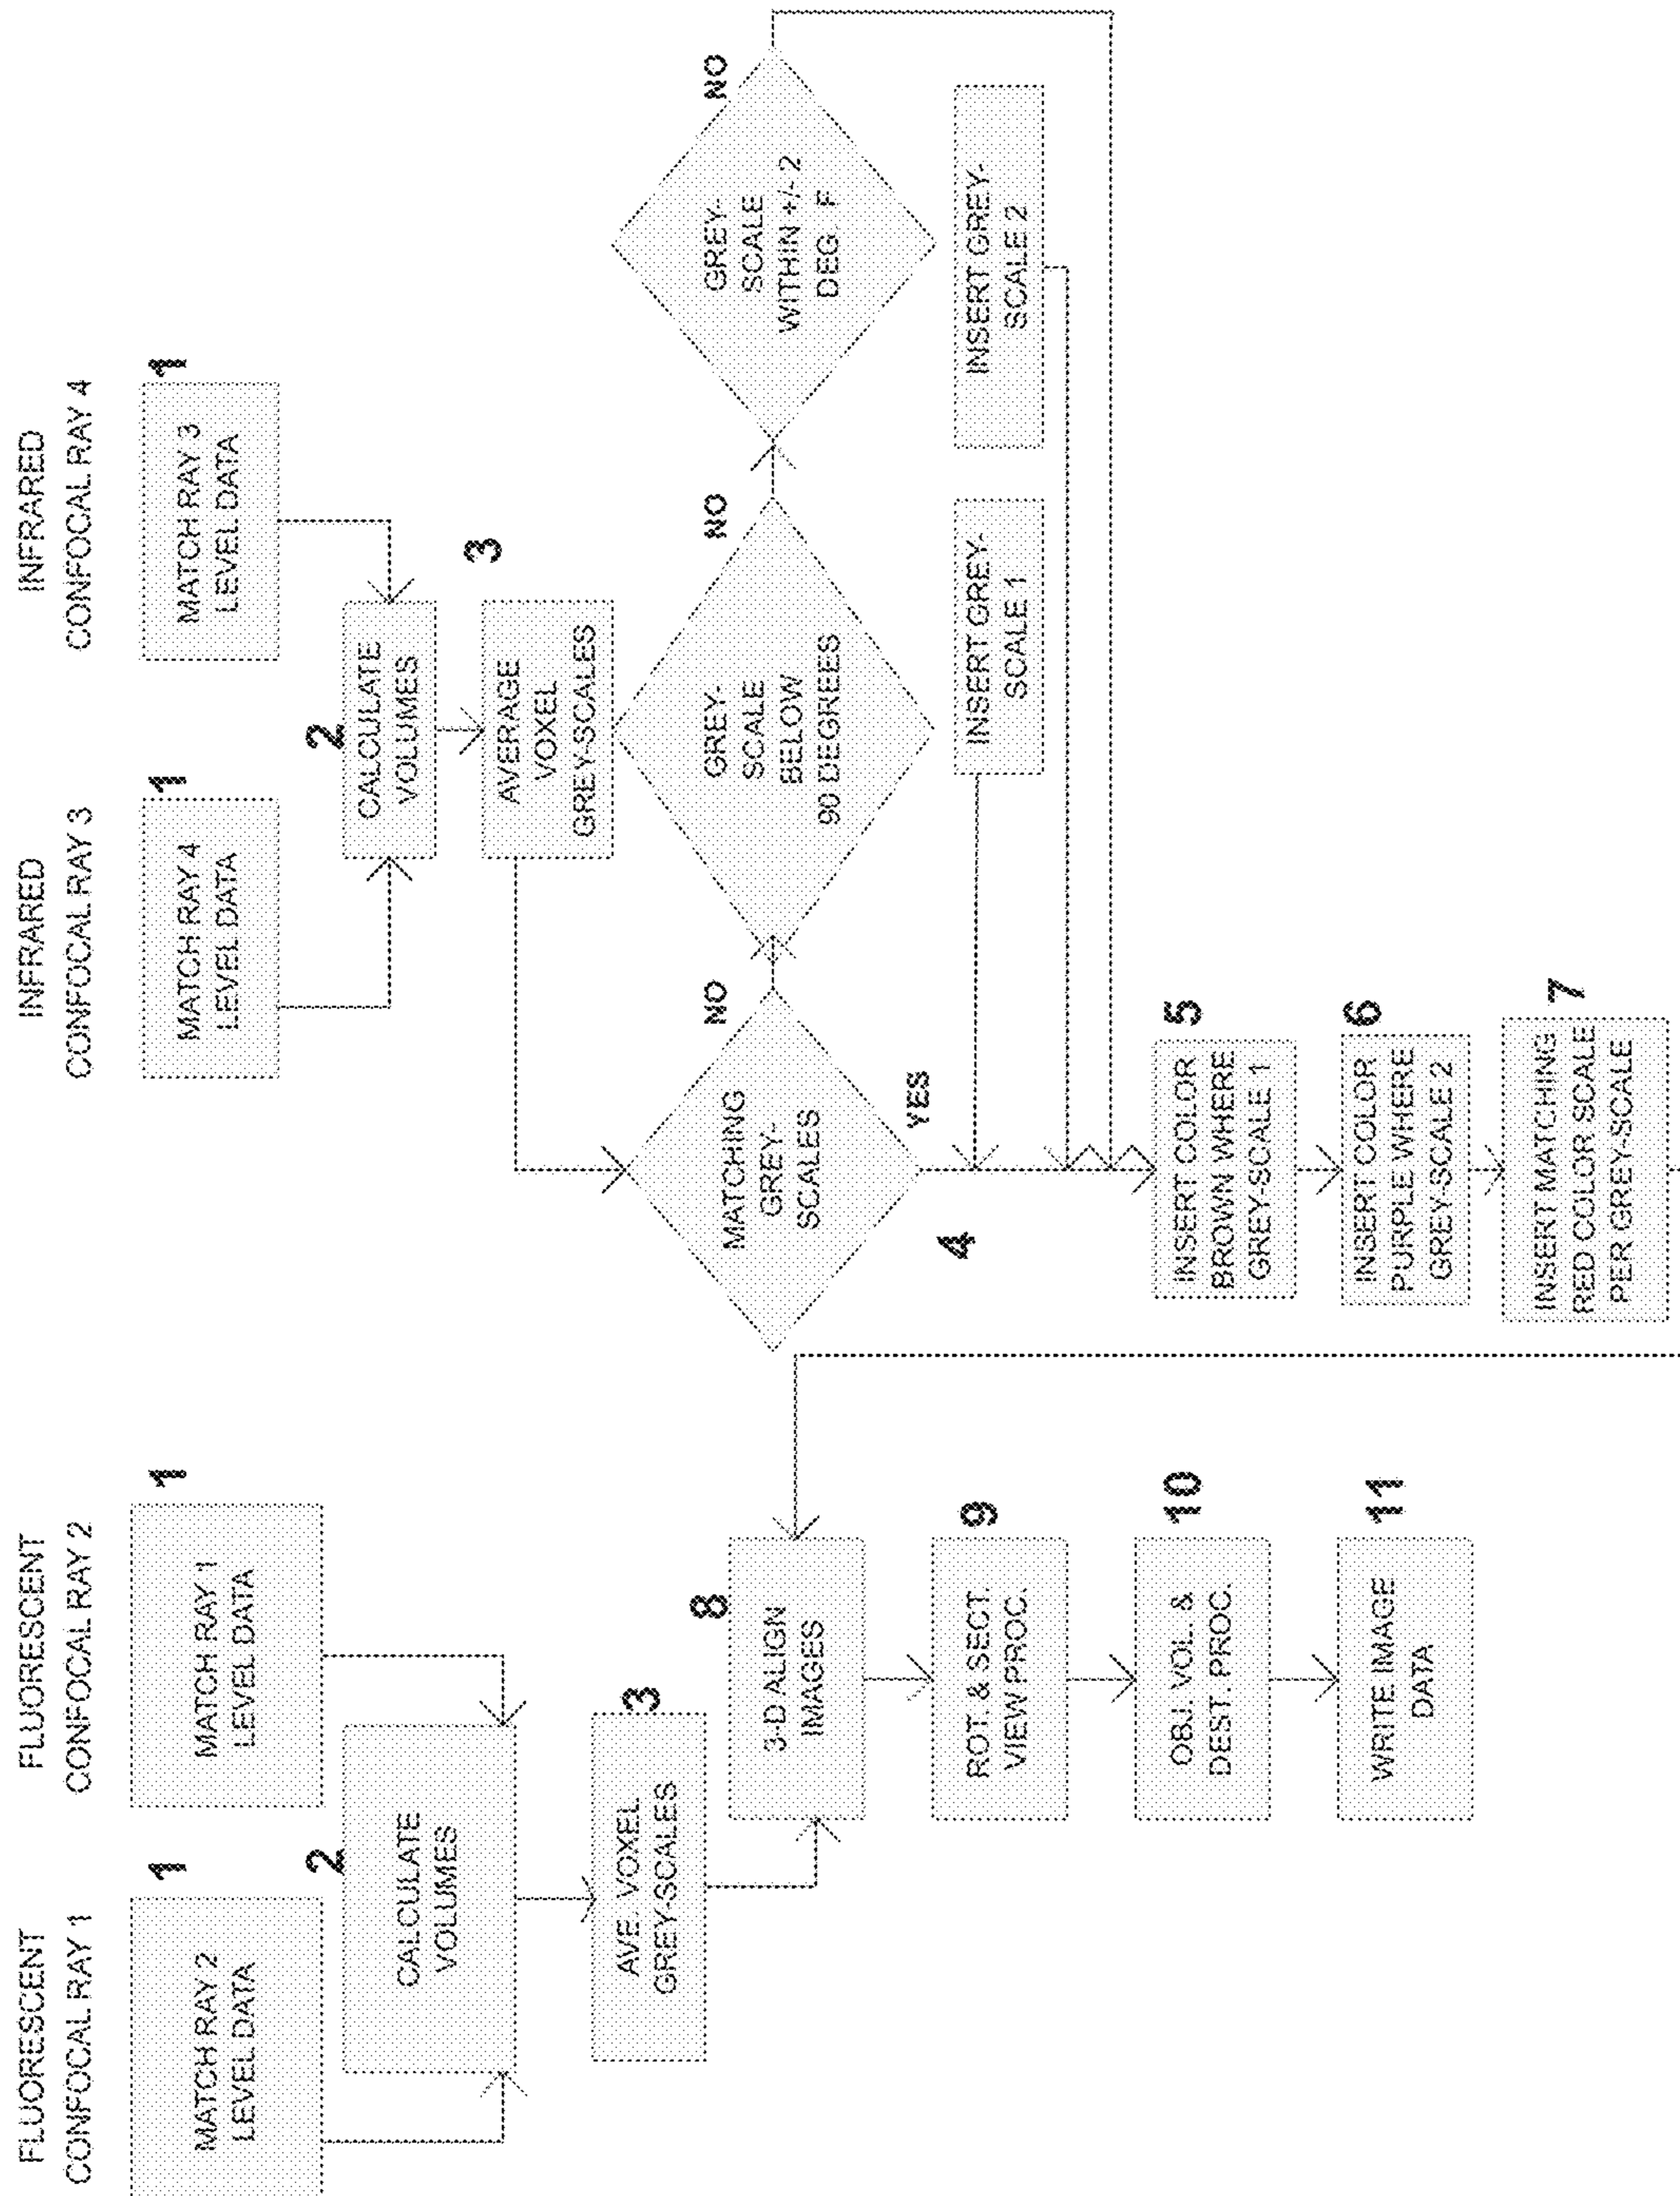 FLUORESCENT
CONFOCAL RAY 1
1
MATCH RAY 2
LEVEL DATA
FLUORESCENT
CONFOCAL RAY 2
1
MATCH RAY 1
LEVEL DATA
2
CALCULATE
VOLUMES
3
AVE. VOXEL
GREY-SCALES
8
3-D ALIGN
IMAGES
9
ROT. & SECT.
VIEW PROC.
10
OBJ. VOL. &
DEST. PROC.
11
WRITE IMAGE
DATA
INFRARED
CONFOCAL RAY 3
1
MATCH RAY 4
LEVEL DATA
INFRARED
CONFOCAL RAY 4
1
MATCH RAY 3
LEVEL DATA
2
CALCULATE
VOLUMES
3
AVERAGE
VOXEL
GREY-SCALES
MATCHING
GREY-
SCALES
NO
YES
4
GREY-
SCALE
BELOW
90 DEGREES
NO
GREY-
SCALE
WITHIN +/- 2
DEG. F
NO
INSERT GREY-
SCALE 1
INSERT GREY-
SCALE 2
5
INSERT COLOR
BROWN WHERE
GREY-SCALE 1
6
INSERT COLOR
PURPLE WHERE
GREY-SCALE 2
7
INSERT MATCHING
RED COLOR SCALE
PER GREY-SCALE